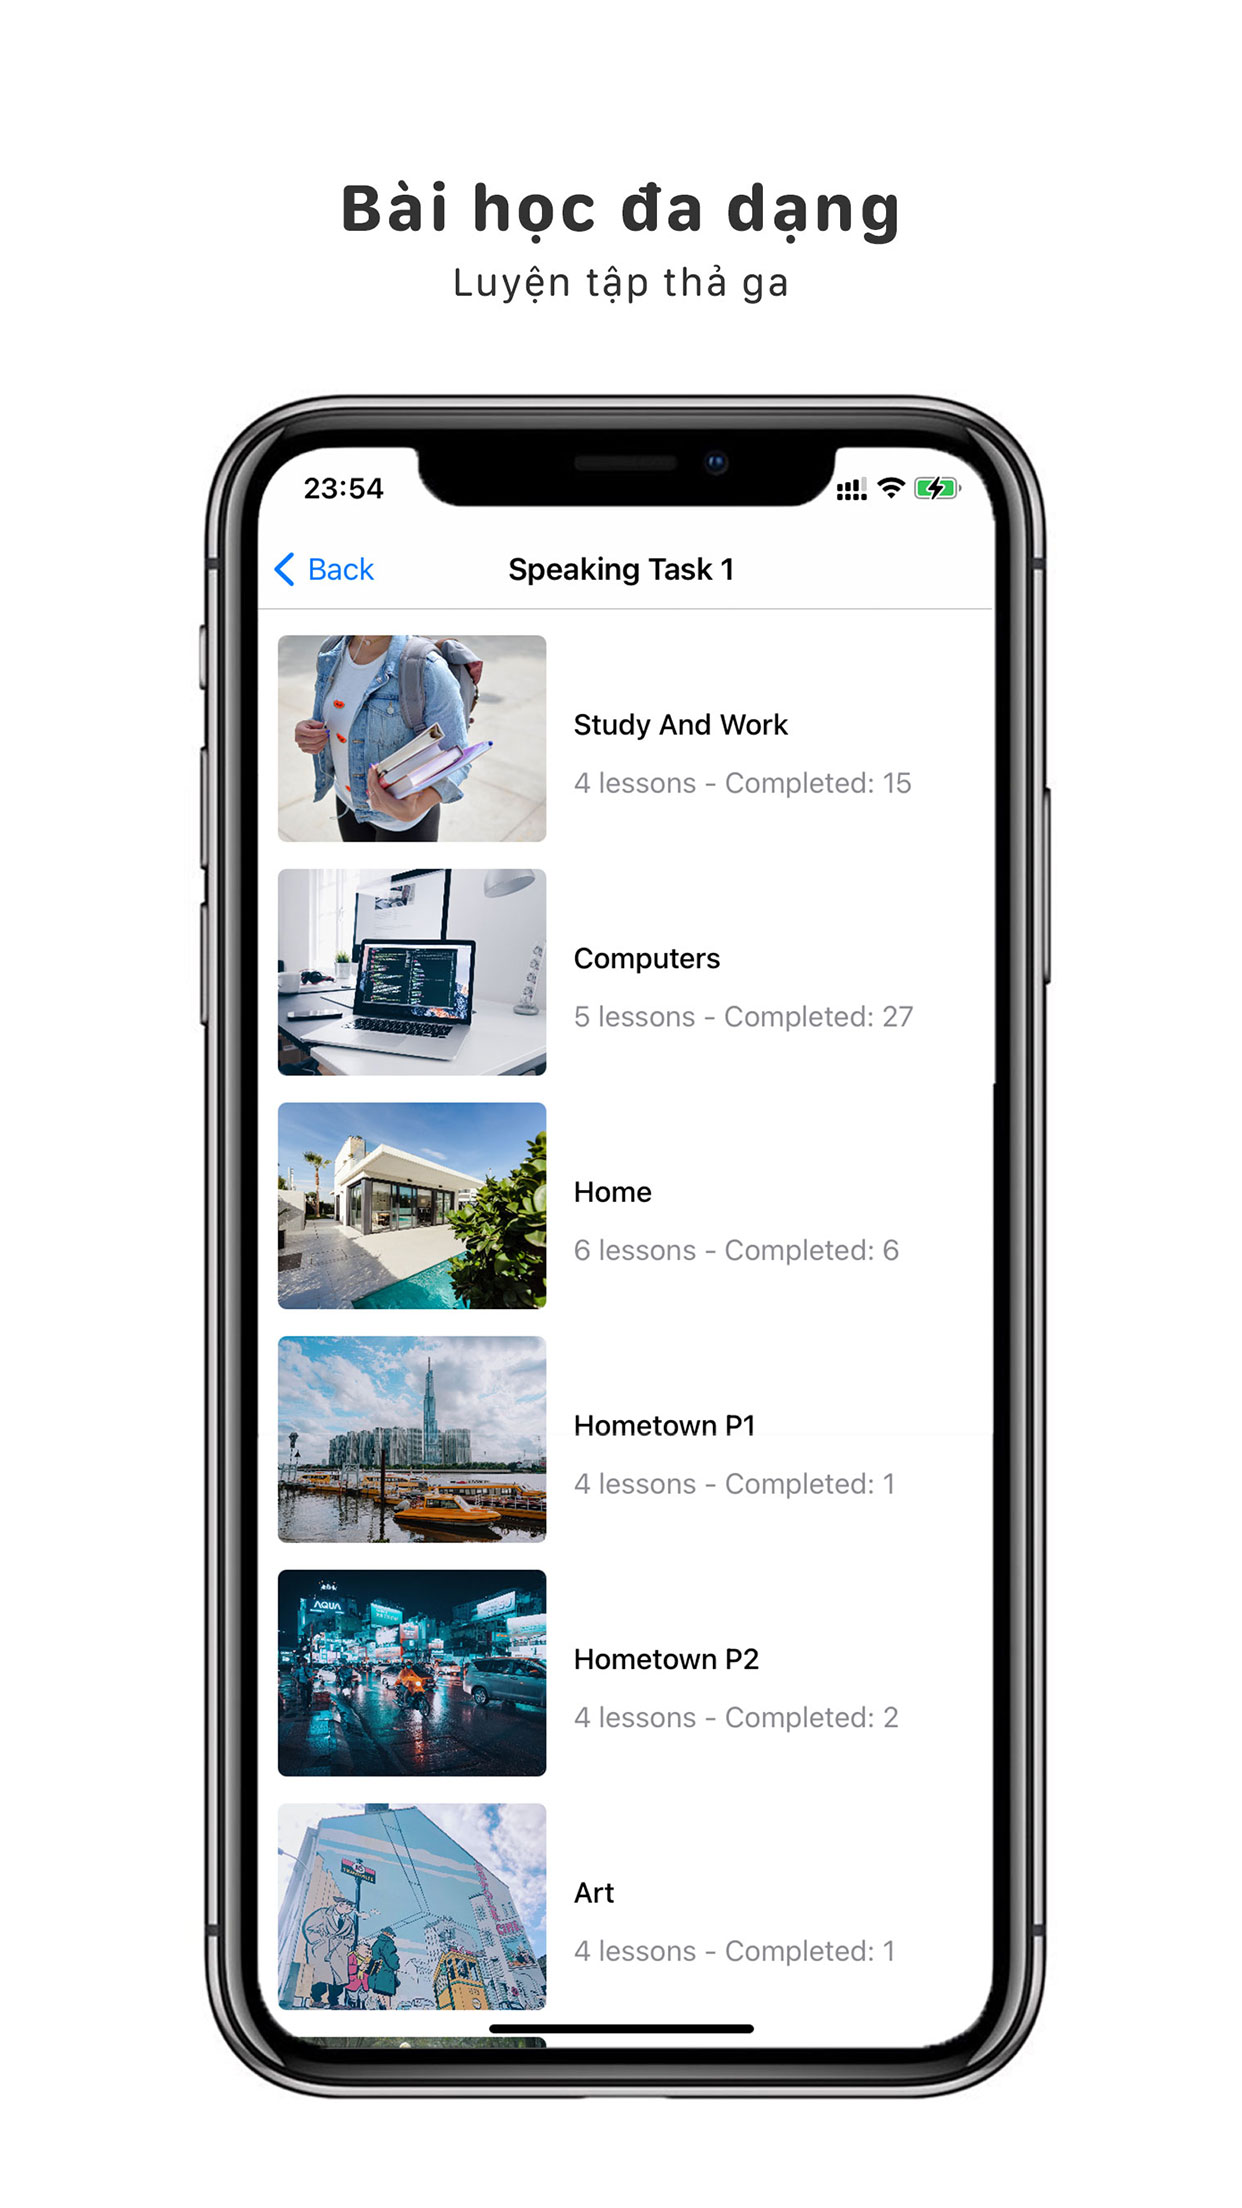 Bài học đa dạng
Luyện tập thả ga
23:54
Back
Speaking Task 1
Study And Work
4 lessons - Completed: 15
Computers
5 lessons - Completed: 27
Home
6 lessons - Completed: 6
Hometown P1
4 lessons - Completed: 1
AQUA
Hometown P2
4 lessons - Completed: 2
Art
4 lessons - Completed: 1